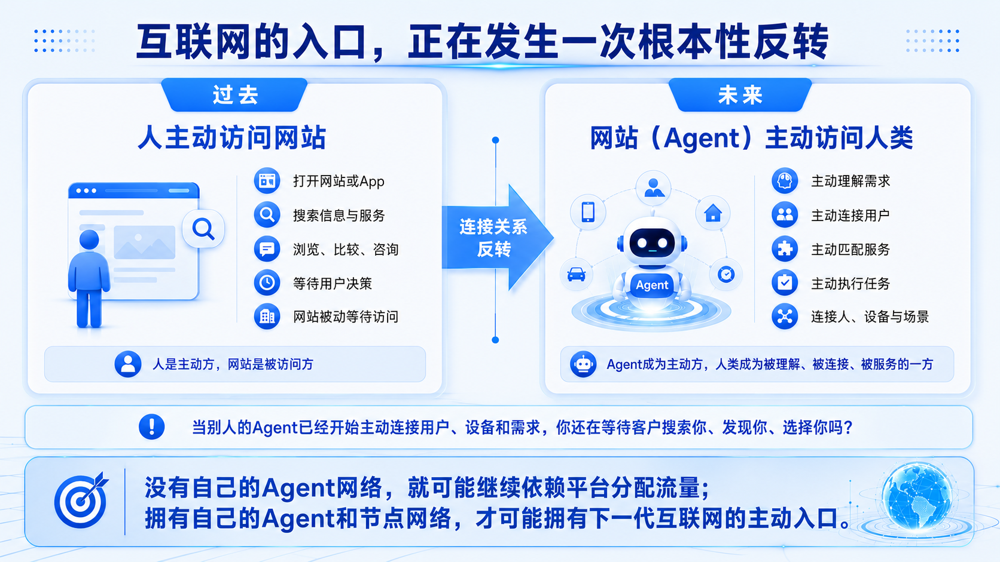 互联网的入口，正在发生一次根本性反转
过去
人主动访问网站
打开网站或App
搜索信息与服务
浏览、比较、咨询
等待用户决策
网站被动等待访问
人是主动方，网站是被访问方
连接关系
反转
未来
网站（Agent）主动访问人类
Agent
主动理解需求
主动连接用户
主动匹配服务
主动执行任务
连接人、设备与场景
Agent成为主动方，人类成为被理解、被连接、被服务的一方
当别人的Agent已经开始主动连接用户、设备和需求，你还在等待客户搜索你、发现你、选择你吗？
没有自己的Agent网络，就可能继续依赖平台分配流量；
拥有自己的Agent和节点网络，才可能拥有下一代互联网的主动入口。